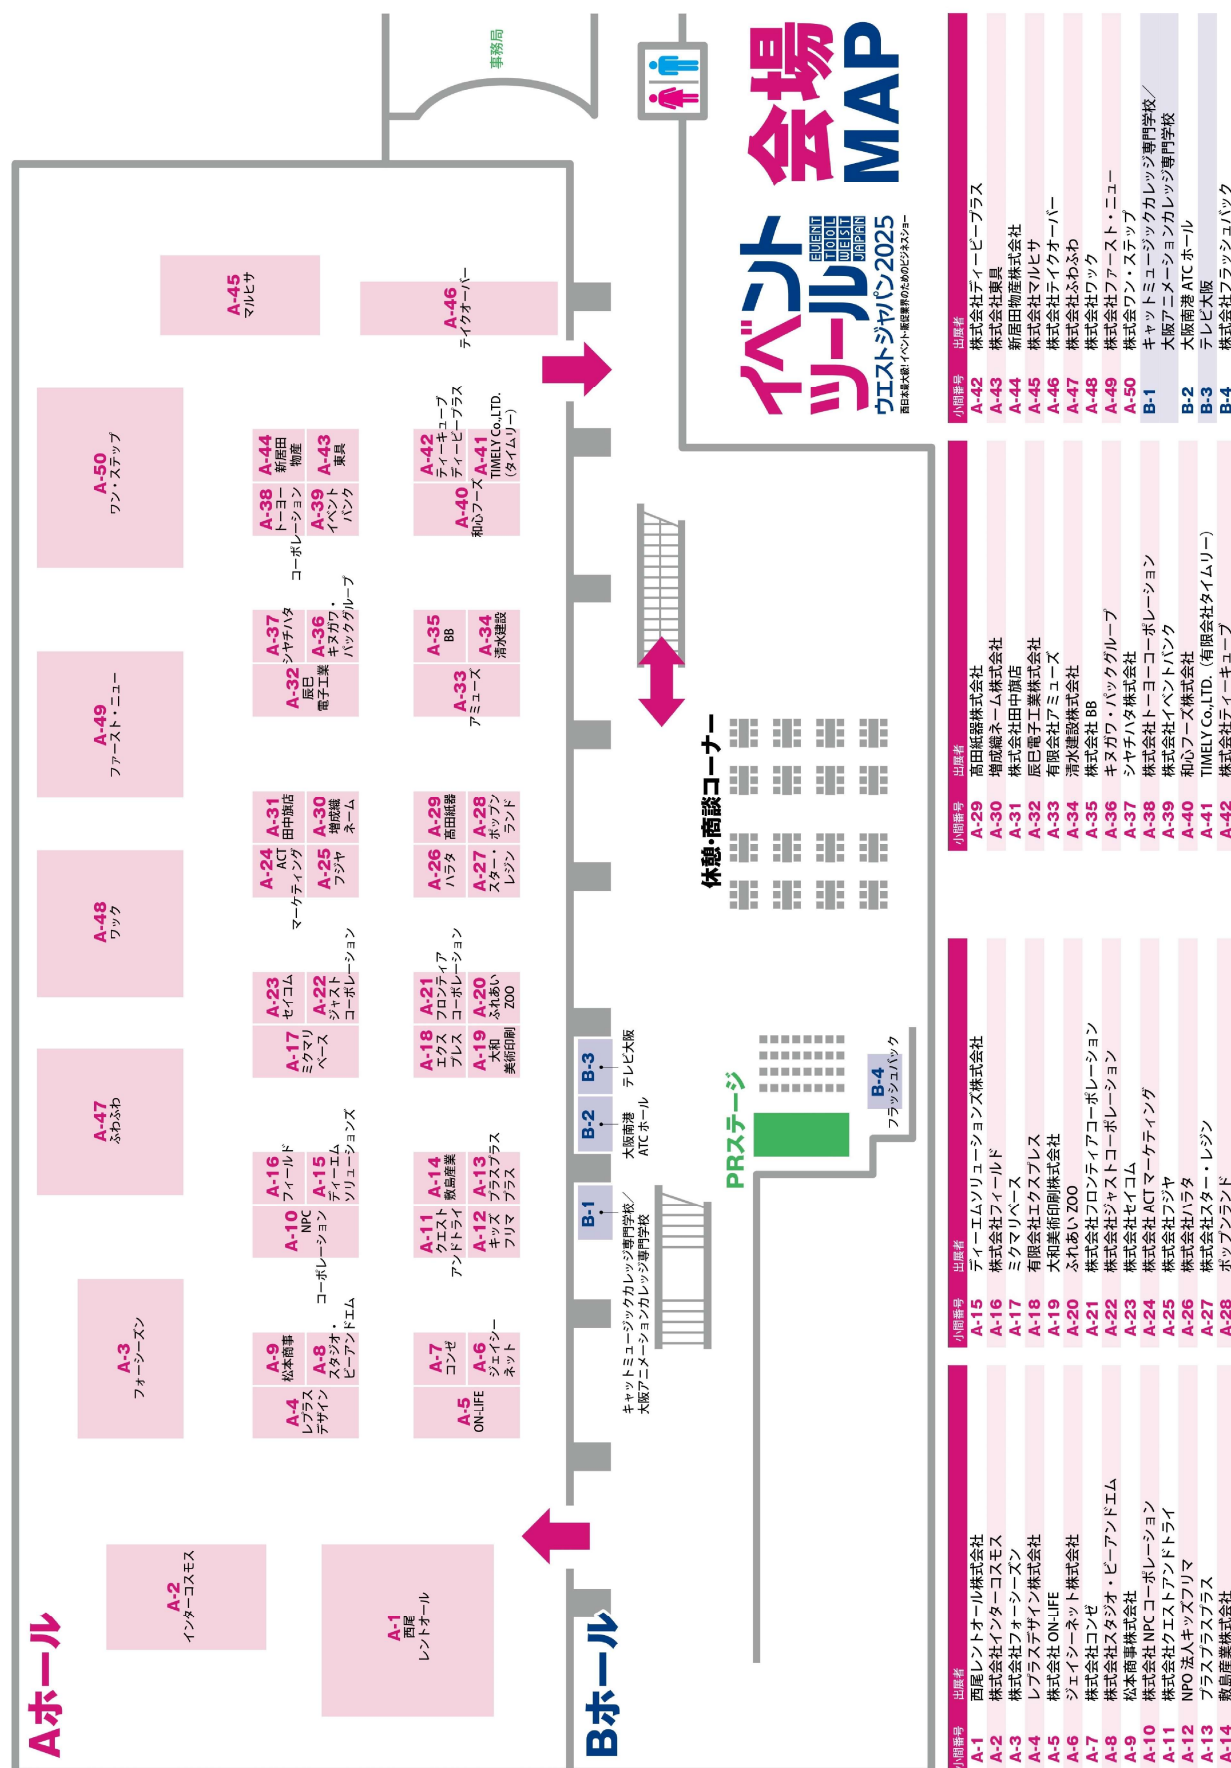 Aホール
A-1
西尾
レントオール
A-2
インターコスモス
A-3
フォーシーズン
A-47
ふわふわ
A-48
ワック
A-49
ファースト・ニュー
A-50
ワン・ステップ
A-45
マルヒサ
A-46
テイクオーバー
事務局
A-4
レプラス
デザイン
A-9
松本商事
A-8
スタジオ・
ビーアンドエム
A-5
ON-LIFE
A-7
コンゼ
A-6
ジェイシー
ネット
A-10
NPC
コーポレーション
A-16
フィールド
A-15
ディーエム
ソリューションズ
A-11
クエスト
アンドトライ
A-14
敷島産業
A-12
キッズ
フリマ
A-13
プラスプラス
プラス
A-17
ミクマリ
ベース
A-23
セイコム
A-22
ジャスト
コーポレーション
A-18
エクス
プレス
A-21
フロンティア
コーポレーション
A-19
大和
美術印刷
A-20
ふれあい
ZOO
A-24
ACT
マーケティング
A-31
田中旗店
A-25
フジヤ
A-30
増成織
ネーム
A-26
ハラタ
A-29
髙田紙器
A-27
スター・
レジン
A-28
ポップン
ランド
A-32
辰巳
電子工業
A-37
シヤチハタ
A-36
キヌガワ・
パックグループ
A-33
アミューズ
A-35
BB
A-34
清水建設
A-38
トーヨー
コーポレーション
A-44
新居田
物産
A-39
イベント
バンク
A-43
東具
A-40
和心フーズ
A-42
ティーキューブ
ディーピープラス
A-41
TIMELY Co.,LTD.
(タイムリー)
Bホール
B-1
キャットミュージックカレッジ専門学校／
大阪アニメーションカレッジ専門学校
B-2
大阪南港
ATC ホール
B-3
テレビ大阪
PRステージ
B-4
フラッシュバック
休憩・商談コーナー
イベント
ツール
EVENT
TOOL
WEST
JAPAN
ウエストジャパン2025
西日本最大級！イベント・販促業界のためのビジネスショー
会場
MAP
小間番号 出展者
A-1 西尾レントオール株式会社
A-2 株式会社インターコスモス
A-3 株式会社フォーシーズン
A-4 レプラスデザイン株式会社
A-5 株式会社 ON-LIFE
A-6 ジェイシーネット株式会社
A-7 株式会社コンゼ
A-8 株式会社スタジオ・ビーアンドエム
A-9 松本商事株式会社
A-10 株式会社 NPC コーポレーション
A-11 株式会社クエストアンドトライ
A-12 NPO 法人キッズフリマ
A-13 プラスプラスプラス
A-14 敷島産業株式会社
小間番号 出展者
A-15 ディーエムソリューションズ株式会社
A-16 株式会社フィールド
A-17 ミクマリベース
A-18 有限会社エクスプレス
A-19 大和美術印刷株式会社
A-20 ふれあい ZOO
A-21 株式会社フロンティアコーポレーション
A-22 株式会社ジャストコーポレーション
A-23 株式会社セイコム
A-24 株式会社 ACTマーケティング
A-25 株式会社フジヤ
A-26 株式会社ハラタ
A-27 株式会社スター・レジン
A-28 ポップンランド
小間番号 出展者
A-29 髙田紙器株式会社
A-30 増成織ネーム株式会社
A-31 株式会社田中旗店
A-32 辰巳電子工業株式会社
A-33 有限会社アミューズ
A-34 清水建設株式会社
A-35 株式会社 BB
A-36 キヌガワ・パックグループ
A-37 シヤチハタ株式会社
A-38 株式会社トーヨーコーポレーション
A-39 株式会社イベントバンク
A-40 和心フーズ株式会社
A-41 TIMELY Co.,LTD.（有限会社タイムリー）
A-42 株式会社ティーキューブ
小間番号 出展者
A-42 株式会社ディーピープラス
A-43 株式会社東具
A-44 新居田物産株式会社
A-45 株式会社マルヒサ
A-46 株式会社テイクオーバー
A-47 株式会社ふわふわ
A-48 株式会社ワック
A-49 株式会社ファースト・ニュー
A-50 株式会社ワン・ステップ
B-1 キャットミュージックカレッジ専門学校／
大阪アニメーションカレッジ専門学校
B-2 大阪南港 ATC ホール
B-3 テレビ大阪
B-4 株式会社フラッシュバック